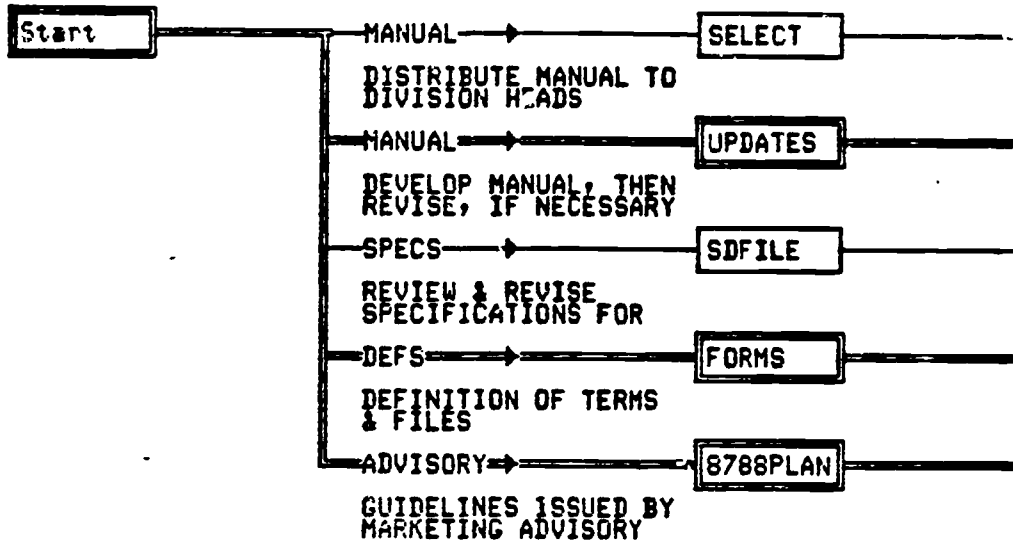 Start
MANUAL
SELECT
DISTRIBUTE MANUAL TO
DIVISION HEADS
MANUAL
UPDATES
DEVELOP MANUAL, THEN
REVISE, IF NECESSARY
SPECS
SDFILE
REVIEW & REVISE
SPECIFICATIONS FOR
DEFS
FORMS
DEFINITION OF TERMS
& FILES
ADVISORY
8788PLAN
GUIDELINES ISSUED BY
MARKETING ADVISORY